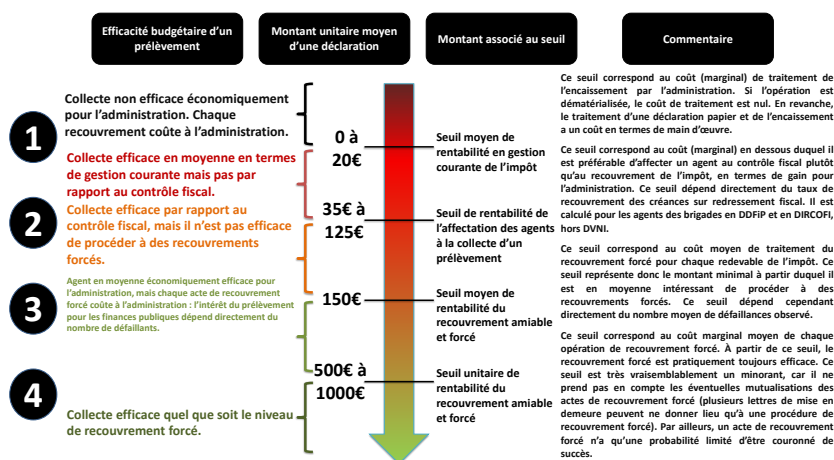 Efficacité budgétaire d'un
prélèvement
Montant unitaire moyen
d'une déclaration
Montant associé au seuil
Commentaire
1
Collecte non efficace économiquement
pour l'administration. Chaque
recouvrement coûte à l'administration.
Collecte efficace en moyenne en termes
de gestion courante mais pas par
rapport au contrôle fiscal.
2
Collecte efficace par rapport au
contrôle fiscal, mais il n'est pas efficace
de procéder à des recouvrements
forcés.
3
Agent en moyenne économiquement efficace pour
l'administration, mais chaque acte de recouvrement
forcé coûte à l'administration : l'intérêt du prélèvement
pour les finances publiques dépend directement du
nombre de défaillants.
4
Collecte efficace quel que soit le niveau
de recouvrement forcé.
0 à
20€
35€ à
125€
150€
500€ à
1000€
Seuil moyen de
rentabilité en gestion
courante de l'impôt
Seuil de rentabilité de
l'affectation des agents
à la collecte d'un
prélèvement
Seuil moyen de
rentabilité du
recouvrement amiable
et forcé
Seuil unitaire de
rentabilité du
recouvrement amiable
et forcé
Ce seuil correspond au coût (marginal) de traitement de
l'encaissement par l'administration. Si l'opération est
dématérialisée, le coût de traitement est nul. En revanche,
le traitement d'une déclaration papier et de l'encaissement
a un coût en termes de main d'œuvre.
Ce seuil correspond au coût (marginal) en dessous duquel il
est préférable d'affecter un agent au contrôle fiscal plutôt
qu'au recouvrement de l'impôt, en termes de gain pour
l'administration. Ce seuil dépend directement du taux de
recouvrement des créances sur redressement fiscal. Il est
calculé pour les agents des brigades en DDFiP et en DIRCOFI,
hors DVNI.
Ce seuil correspond au coût moyen de traitement du
recouvrement forcé pour chaque redevable de l'impôt. Ce
seuil représente donc le montant minimal à partir duquel il
est en moyenne intéressant de procéder à des
recouvrements forcés. Ce seuil dépend cependant
directement du nombre moyen de défaillances observé.
Ce seuil correspond au coût marginal moyen de chaque
opération de recouvrement forcé. À partir de ce seuil, le
recouvrement forcé est pratiquement toujours efficace. Ce
seuil est très vraisemblablement un minorant, car il ne
prend pas en compte les éventuelles mutualisations des
actes de recouvrement forcé (plusieurs lettres de mise en
demeure peuvent ne donner lieu qu'à une procédure de
recouvrement forcé). Par ailleurs, un acte de recouvrement
forcé n'a qu'une probabilité limité d'être couronné de
succès.